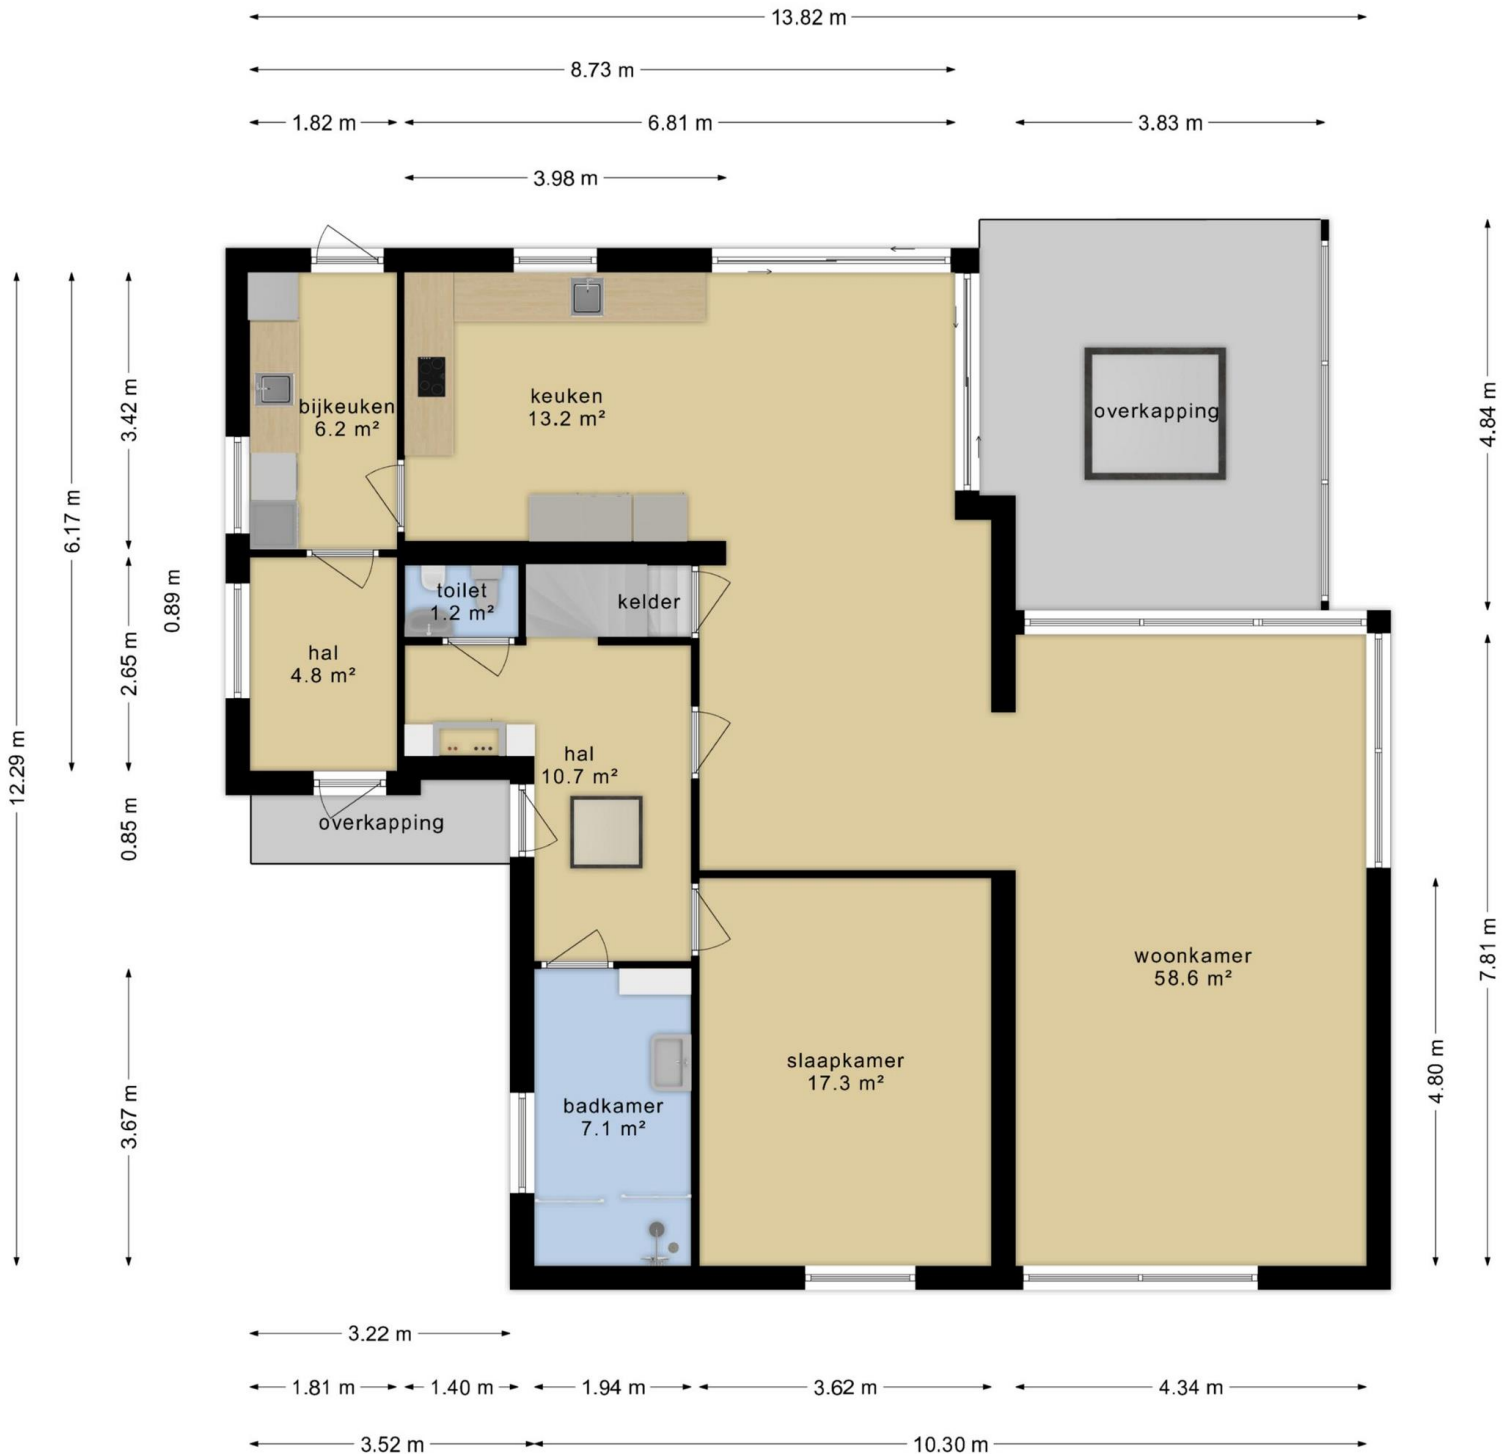 13.82 m
8.73 m
1.82 m
6.81 m
3.83 m
3.98 m
12.29 m
6.17 m
3.42 m
2.65 m
0.89 m
0.85 m
3.67 m
4.84 m
7.81 m
4.80 m
bijkeuken
6.2 m²
keuken
13.2 m²
overkapping
toilet
1.2 m²
kelder
hal
4.8 m²
hal
10.7 m²
overkapping
woonkamer
58.6 m²
slaapkamer
17.3 m²
badkamer
7.1 m²
3.22 m
1.81 m
1.40 m
1.94 m
3.62 m
4.34 m
3.52 m
10.30 m